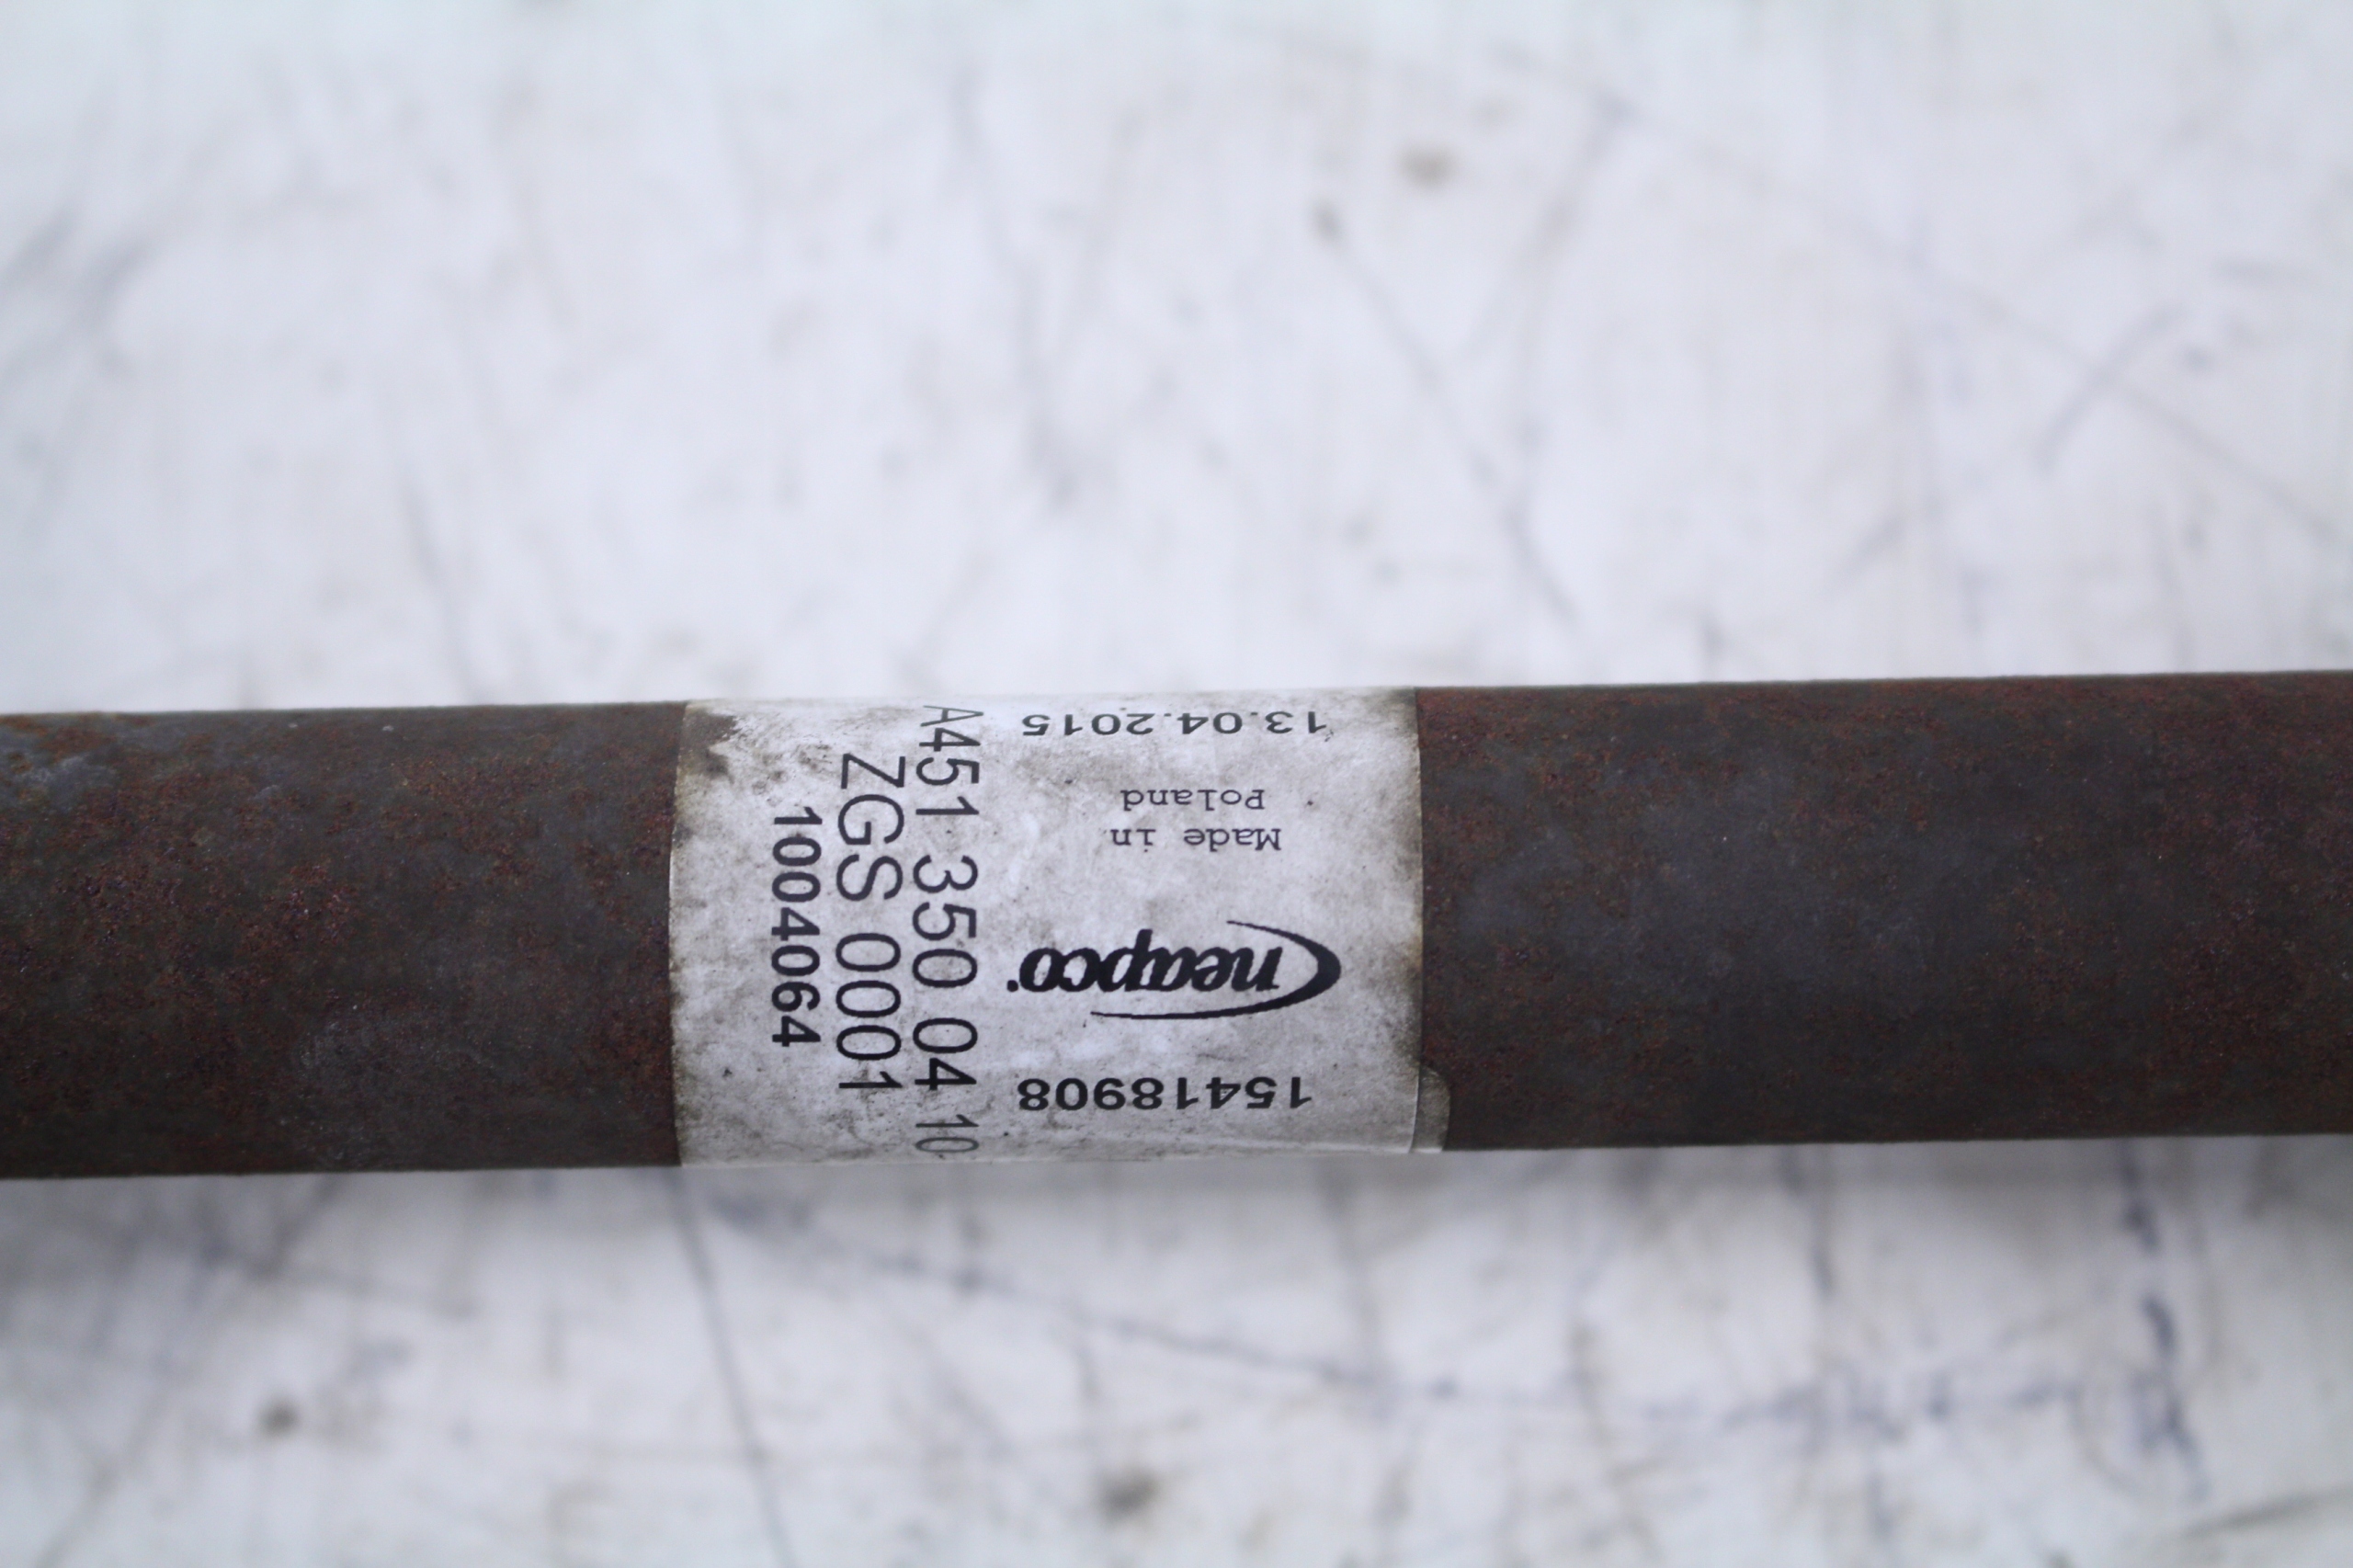 15418908
neapco
Made in
Poland
13.04.2015
A451 350 04 10
ZGS 0001
1004064